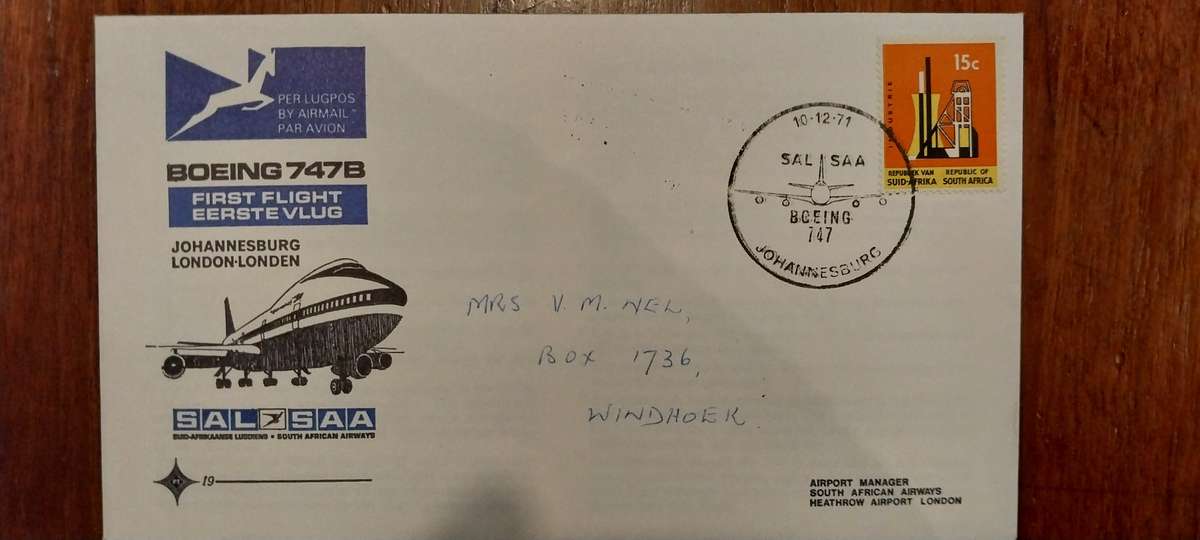 PER LUGPOS
BY AIRMAIL
PAR AVION
BOEING 747B
FIRST FLIGHT
EERSTE VLUG
JOHANNESBURG
LONDON·LONDEN
SAL SAA
SUID-AFRIKAANSE LUGDIENS • SOUTH AFRICAN AIRWAYS
19
10·12·71
SAL SAA
BOEING
747
JOHANNESBURG
15c
INDUSTRIE
REPUBLIEK VAN REPUBLIC OF
SUID-AFRIKA SOUTH AFRICA
MRS V. M. NEL,
BOX 1736,
WINDHOEK.
AIRPORT MANAGER
SOUTH AFRICAN AIRWAYS
HEATHROW AIRPORT LONDON